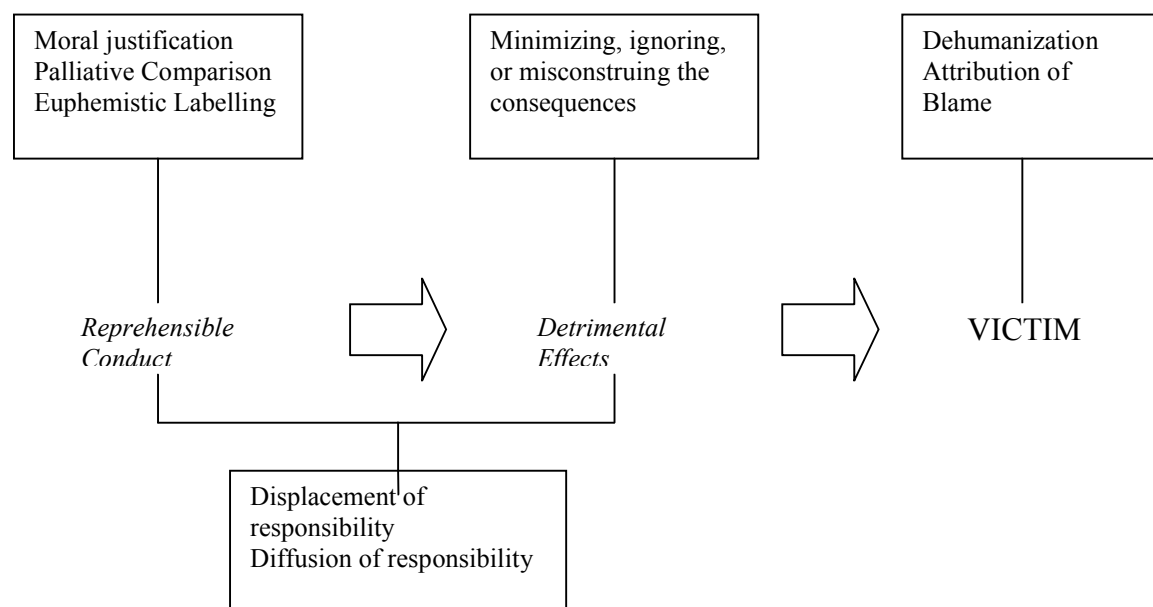 Moral justification
Palliative Comparison
Euphemistic Labelling
Minimizing, ignoring,
or misconstruing the
consequences
Dehumanization
Attribution of
Blame
Reprehensible
Conduct
Detrimental
Effects
VICTIM
Displacement of
responsibility
Diffusion of responsibility